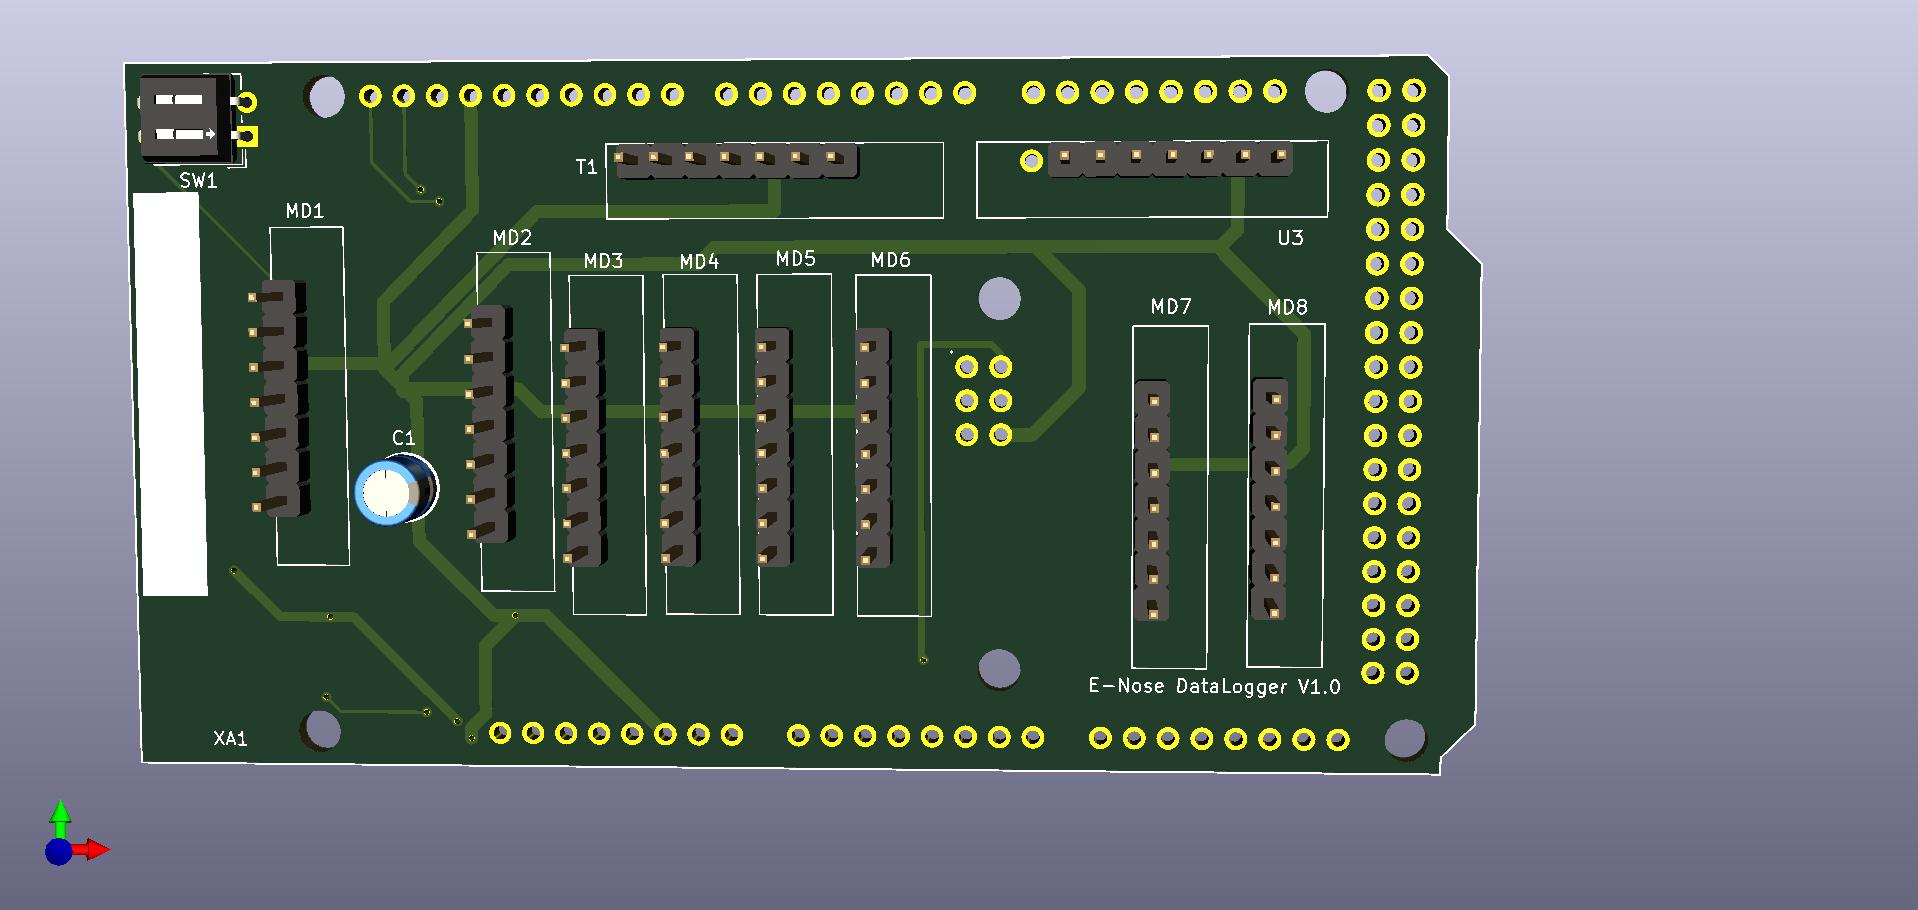 SW1
T1
U3
MD1
MD2
MD3
MD4
MD5
MD6
MD7
MD8
C1
E-Nose DataLogger V1.0
XA1